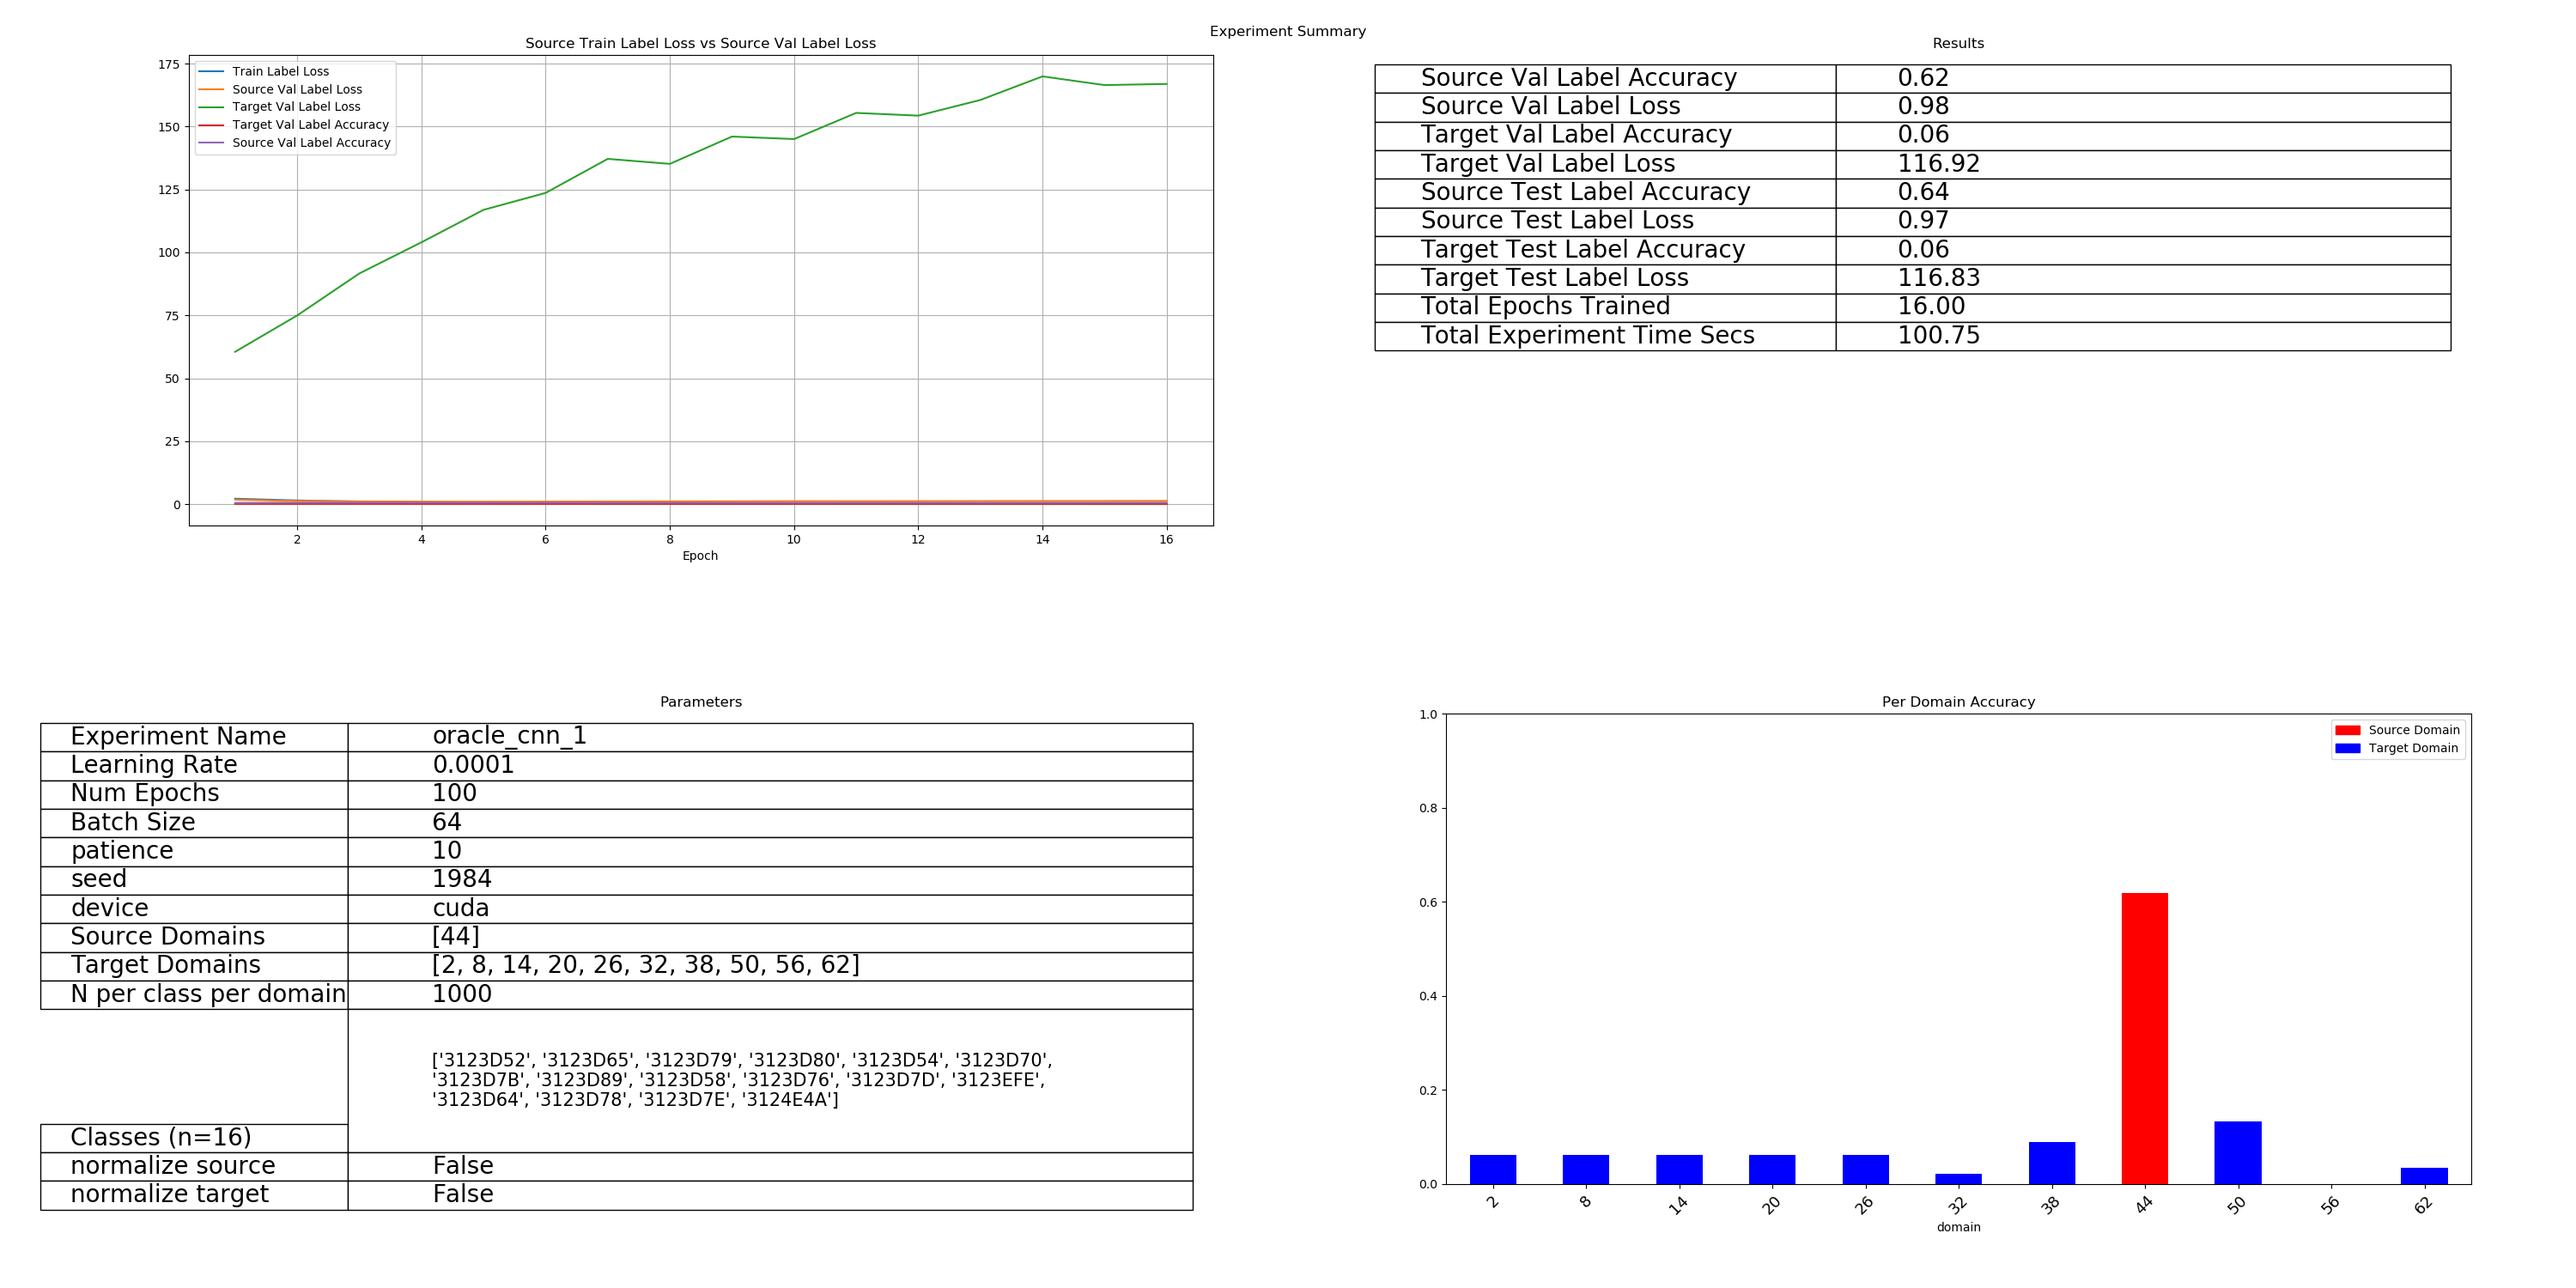 Experiment Summary
Source Train Label Loss vs Source Val Label Loss
175
150
125
100
75
50
25
0
Train Label Loss
Source Val Label Loss
Target Val Label Loss
Target Val Label Accuracy
Source Val Label Accuracy
2 4 6 8 10 12 14 16
Epoch
Results
Source Val Label Accuracy 0.62
Source Val Label Loss 0.98
Target Val Label Accuracy 0.06
Target Val Label Loss 116.92
Source Test Label Accuracy 0.64
Source Test Label Loss 0.97
Target Test Label Accuracy 0.06
Target Test Label Loss 116.83
Total Epochs Trained 16.00
Total Experiment Time Secs 100.75
Parameters
Experiment Name oracle_cnn_1
Learning Rate 0.0001
Num Epochs 100
Batch Size 64
patience 10
seed 1984
device cuda
Source Domains [44]
Target Domains [2, 8, 14, 20, 26, 32, 38, 50, 56, 62]
N per class per domain 1000
['3123D52', '3123D65', '3123D79', '3123D80', '3123D54', '3123D70',
'3123D7B', '3123D89', '3123D58', '3123D76', '3123D7D', '3123EFE',
'3123D64', '3123D78', '3123D7E', '3124E4A']
Classes (n=16)
normalize source False
normalize target False
Per Domain Accuracy
1.0
0.8
0.6
0.4
0.2
0.0
Source Domain
Target Domain
2 8 14 20 26 32 38 44 50 56 62
domain